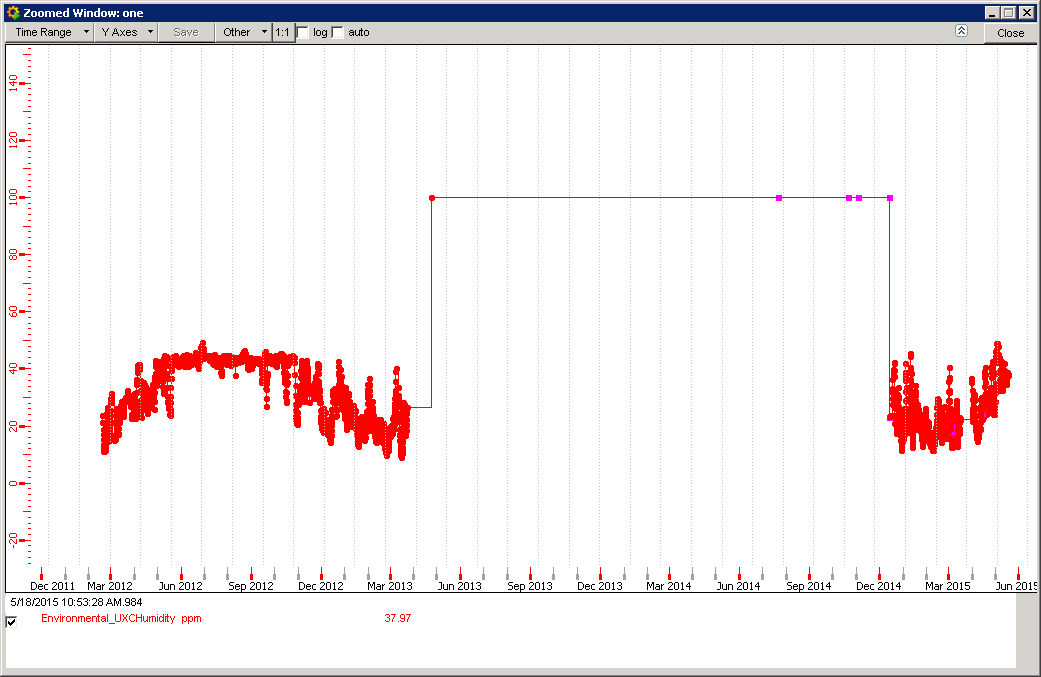 Zoomed Window: one
Time Range Y Axes Save Other 1:1 log auto Close
140
120
100
80
60
40
20
0
-20
Dec 2011 Mar 2012 Jun 2012 Sep 2012 Dec 2012 Mar 2013 Jun 2013 Sep 2013 Dec 2013 Mar 2014 Jun 2014 Sep 2014 Dec 2014 Mar 2015 Jun 2015
5/18/2015 10:53:28 AM.984
Environmental_UXCHumidity ppm 37.97